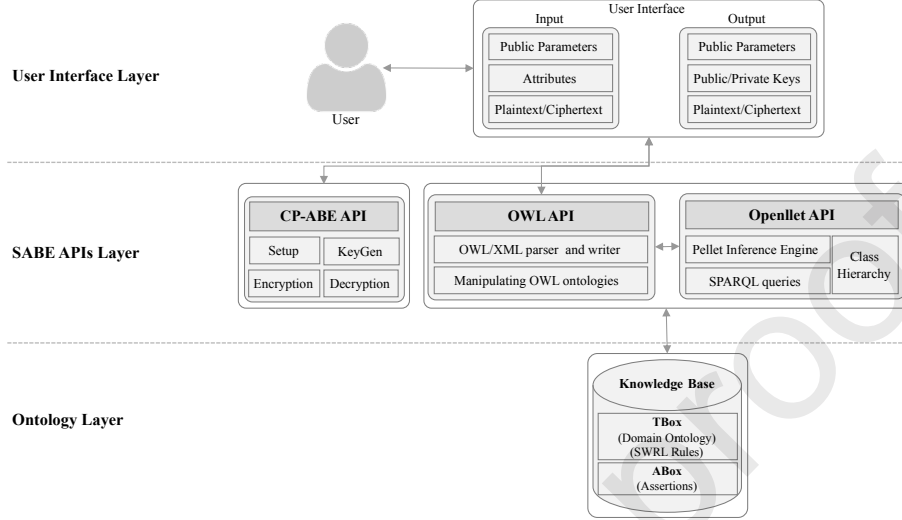 User Interface
Input
Output
Public Parameters
Attributes
Plaintext/Ciphertext
Public Parameters
Public/Private Keys
Plaintext/Ciphertext
User Interface Layer
User
CP-ABE API
Setup
KeyGen
Encryption
Decryption
OWL API
OWL/XML parser and writer
Manipulating OWL ontologies
Openllet API
Pellet Inference Engine
SPARQL queries
Class
Hierarchy
SABE APIs Layer
Knowledge Base
TBox
(Domain Ontology)
(SWRL Rules)
ABox
(Assertions)
Ontology Layer
proof